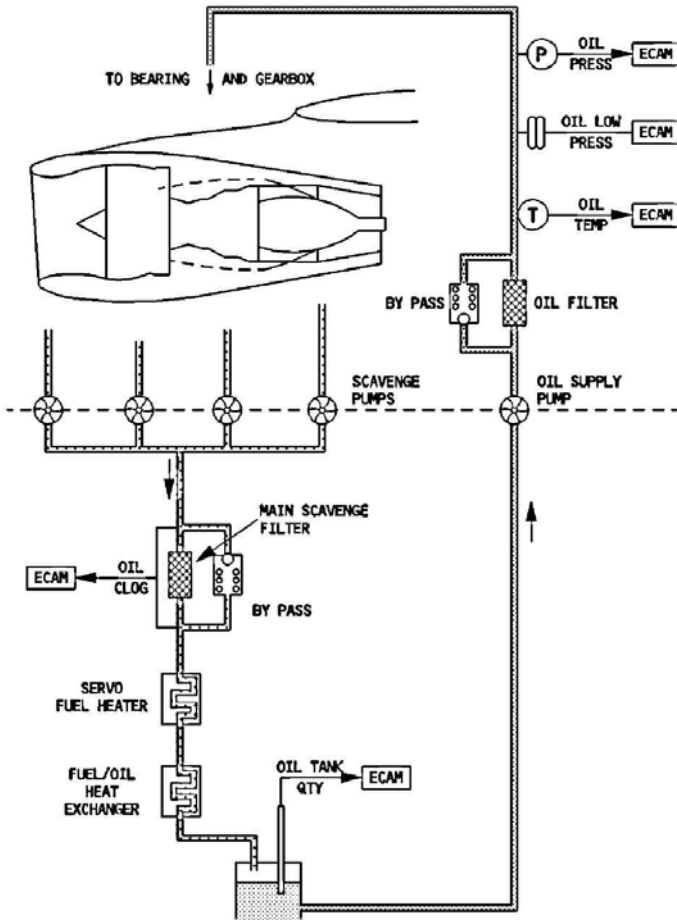 OIL
PRESS
P
ECAM
TO BEARING AND GEARBOX
OIL LOW
PRESS
ECAM
OIL
TEMP
T
ECAM
BY PASS
OIL FILTER
SCAVENGE
PUMPS
OIL SUPPLY
PUMP
MAIN SCAVENGE
FILTER
ECAM
OIL
CLOG
BY PASS
SERVO
FUEL HEATER
FUEL/OIL
HEAT
EXCHANGER
OIL TANK
QTY
ECAM